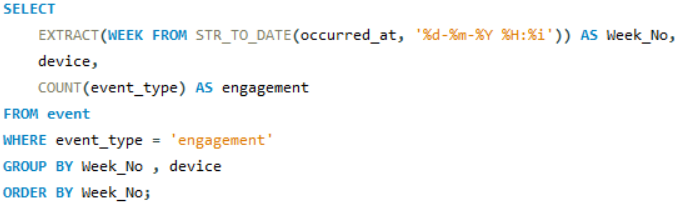 SELECT
EXTRACT(WEEK FROM STR_TO_DATE(occurred_at, '%d-%m-%Y %H:%i')) AS Week_No,
device,
COUNT(event_type) AS engagement
FROM event
WHERE event_type = 'engagement'
GROUP BY Week_No , device
ORDER BY Week_No;